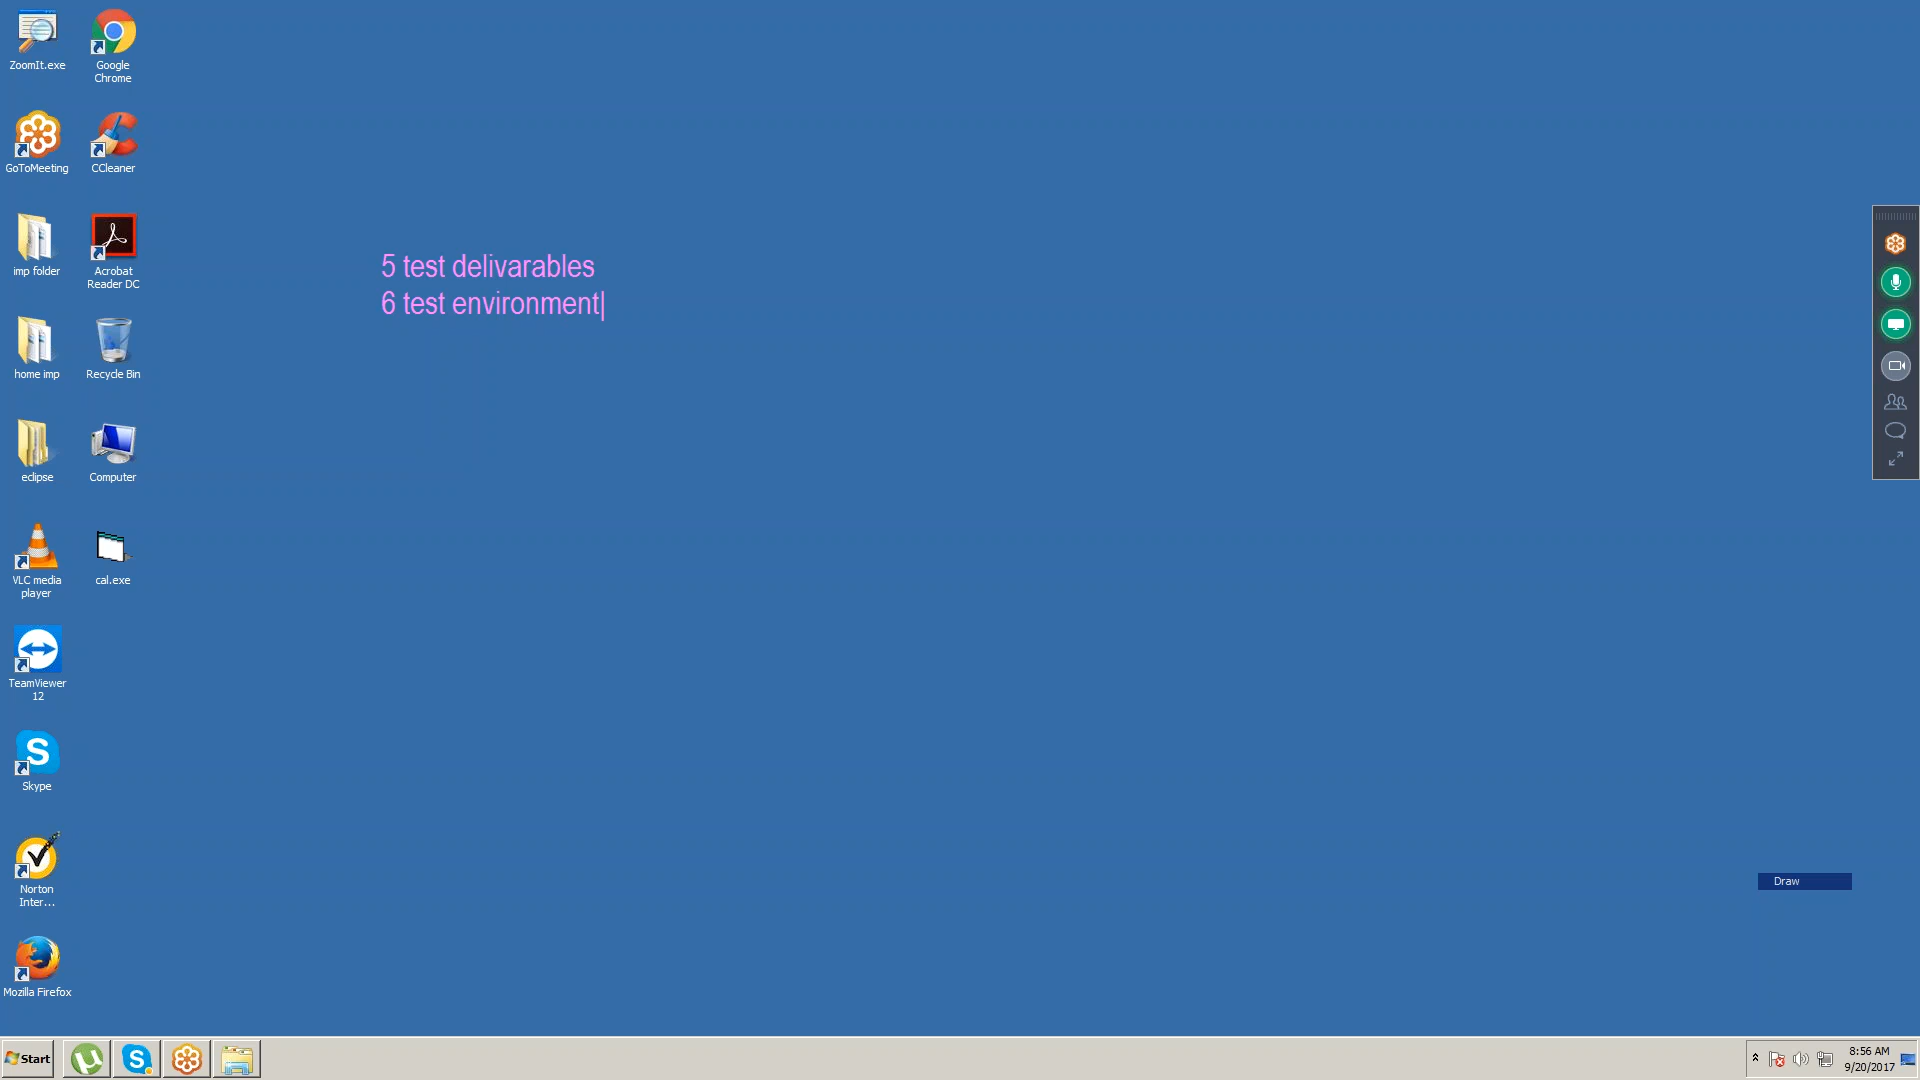 ZoomIt.exe
Google
Chrome
GoToMeeting
CCleaner
imp folder
Acrobat
Reader DC
home imp
Recycle Bin
eclipse
Computer
VLC media
player
cal.exe
TeamViewer
12
Skype
Norton
Inter...
Mozilla Firefox
5 test delivarables
6 test environment
Draw
Start
8:56 AM
9/20/2017